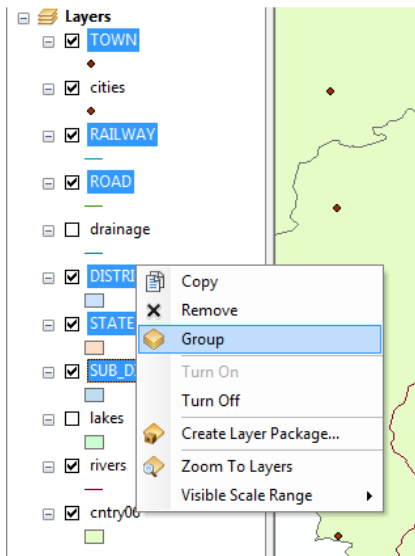 Layers
TOWN
cities
RAILWAY
ROAD
drainage
DISTRI
Copy
Remove
STATE
Group
SUB_D
Turn On
Turn Off
lakes
Create Layer Package...
rivers
Zoom To Layers
Visible Scale Range
cntry06